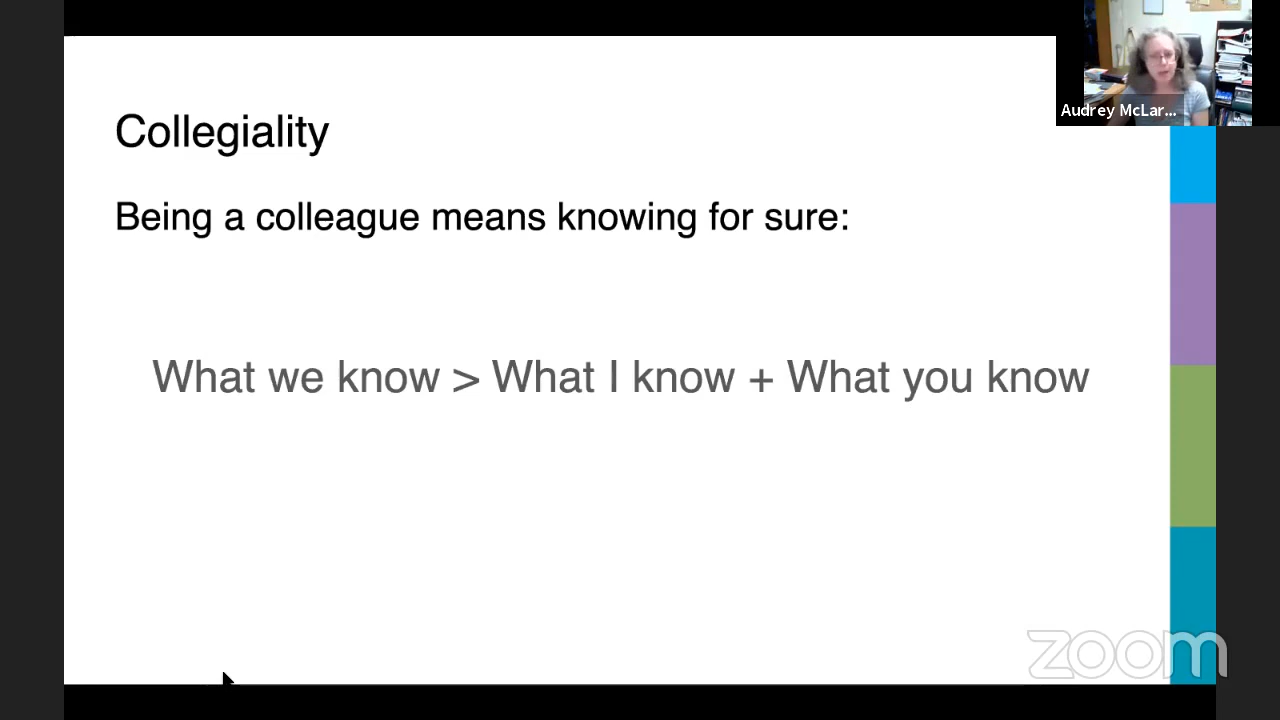 Collegiality
Audrey McLar...
Being a colleague means knowing for sure:
What we know > What I know + What you know
zoom